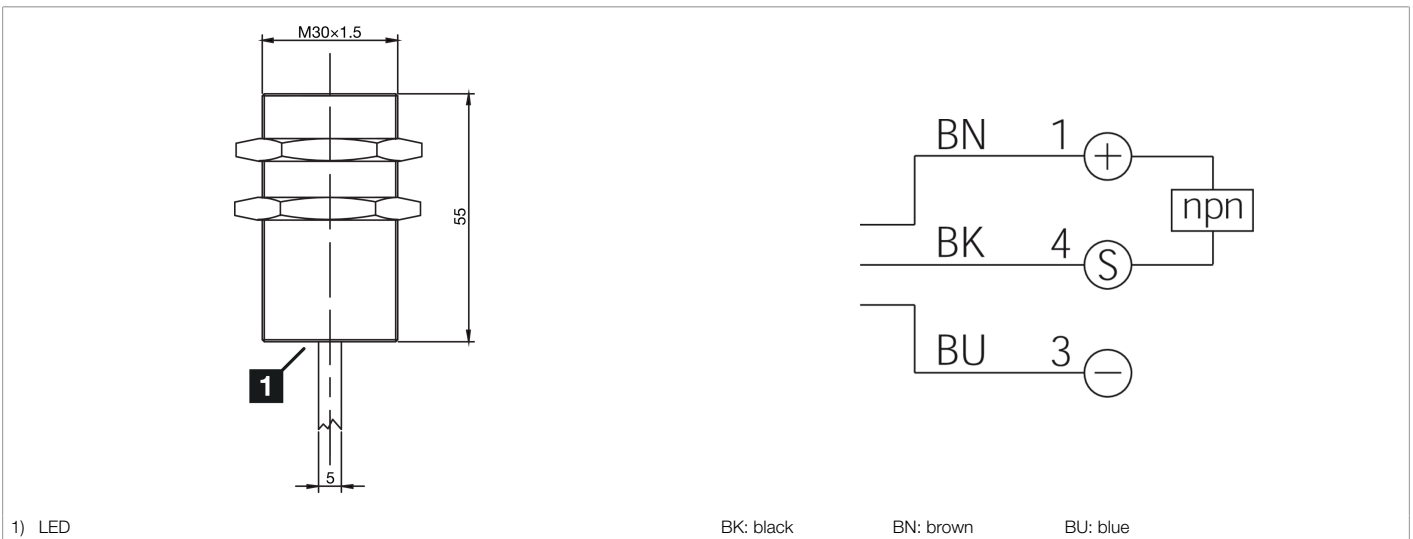 M30×1.5
55
1
5
BN 1 +
npn
BK 4 S
BU 3 −
1) LED
BK: black BN: brown BU: blue